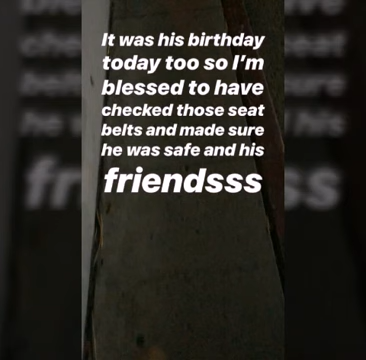 It was his birthday
today too so I'm
blessed to have
checked those seat
belts and made sure
he was safe and his
friendsss